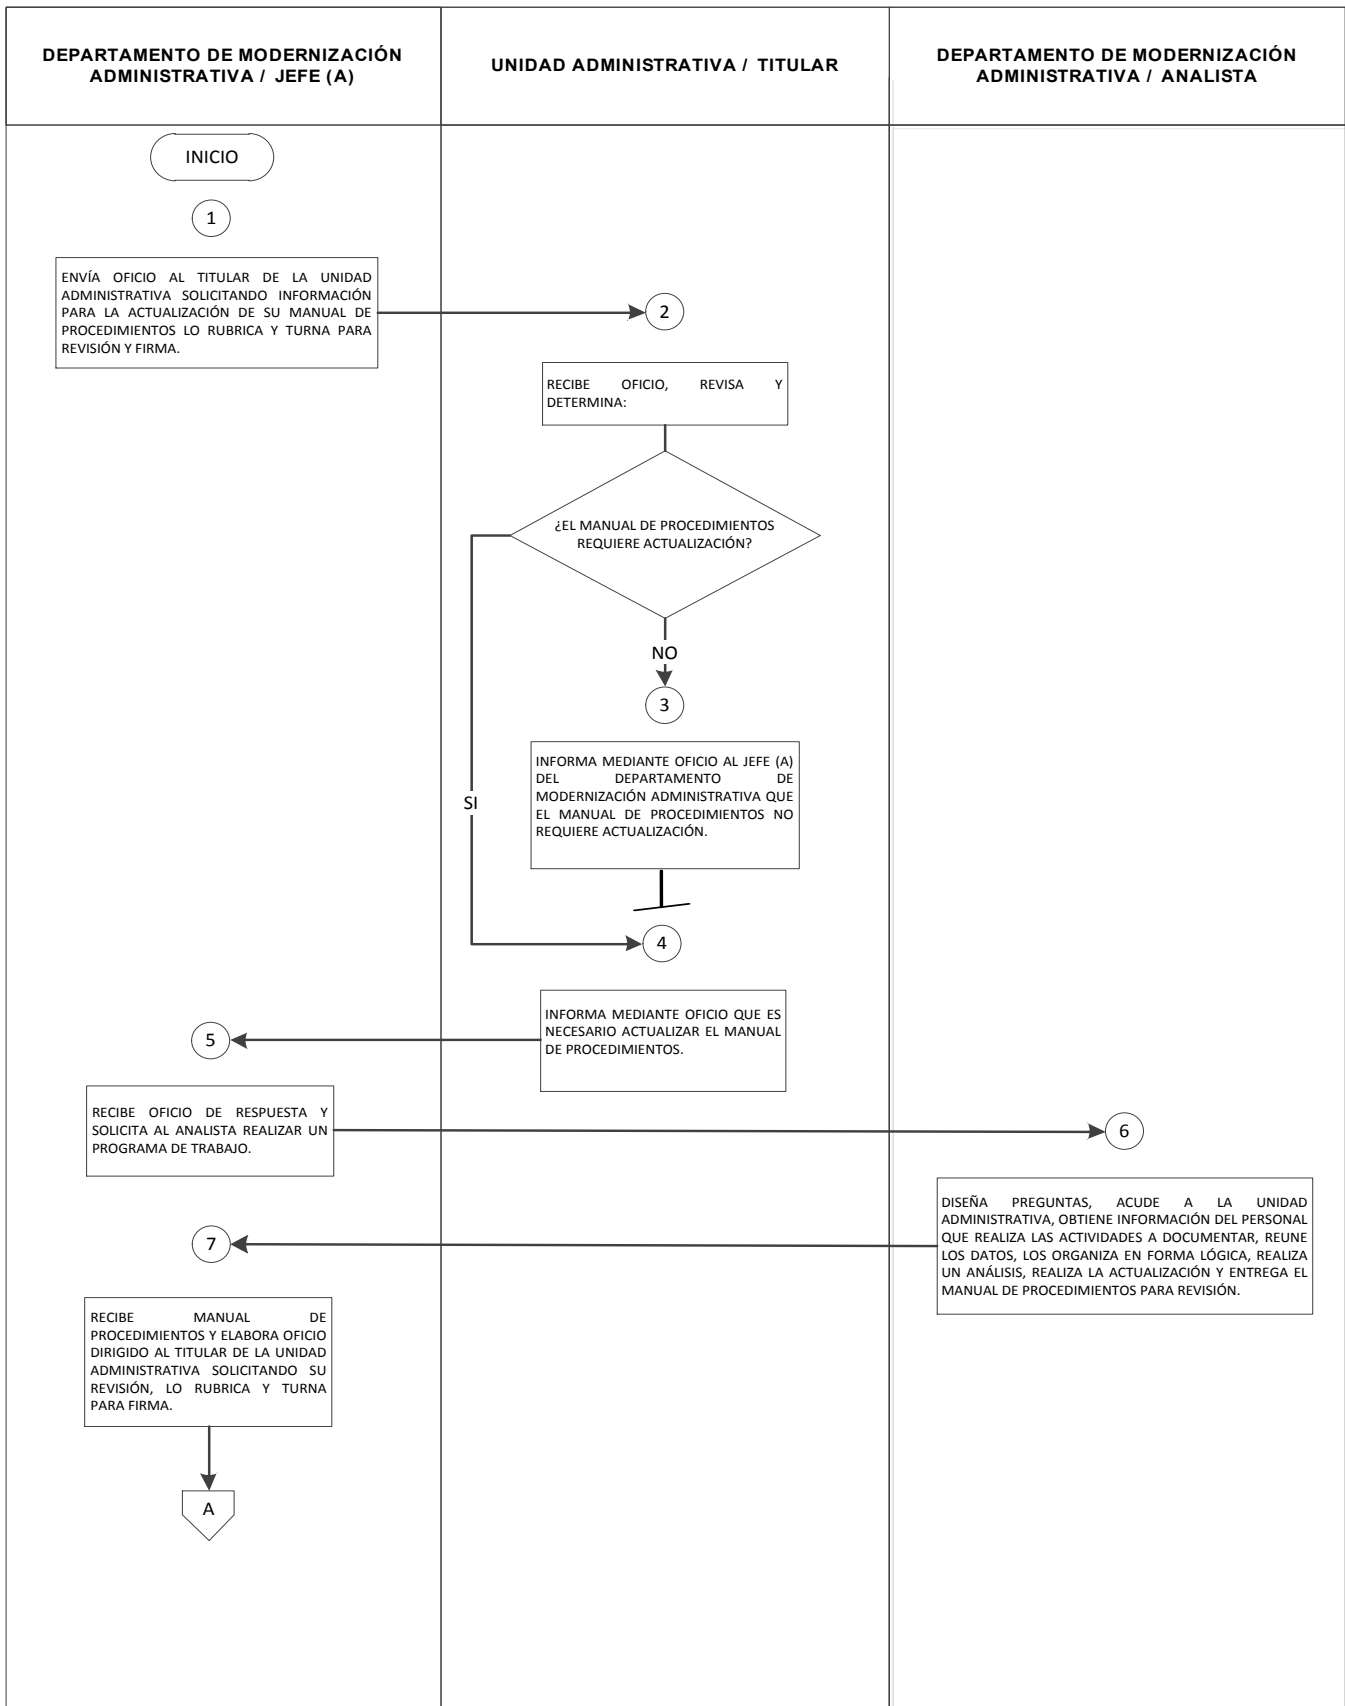 DEPARTAMENTO DE MODERNIZACIÓN
ADMINISTRATIVA / JEFE (A)
UNIDAD ADMINISTRATIVA / TITULAR
DEPARTAMENTO DE MODERNIZACIÓN
ADMINISTRATIVA / ANALISTA
INICIO
1
ENVÍA OFICIO AL TITULAR DE LA UNIDAD
ADMINISTRATIVA SOLICITANDO INFORMACIÓN
PARA LA ACTUALIZACIÓN DE SU MANUAL DE
PROCEDIMIENTOS LO RUBRICA Y TURNA PARA
REVISIÓN Y FIRMA.
2
RECIBE OFICIO, REVISA Y
DETERMINA:
¿EL MANUAL DE PROCEDIMIENTOS
REQUIERE ACTUALIZACIÓN?
NO
3
INFORMA MEDIANTE OFICIO AL JEFE (A)
DEL DEPARTAMENTO DE
MODERNIZACIÓN ADMINISTRATIVA QUE
EL MANUAL DE PROCEDIMIENTOS NO
REQUIERE ACTUALIZACIÓN.
SI
4
INFORMA MEDIANTE OFICIO QUE ES
NECESARIO ACTUALIZAR EL MANUAL
DE PROCEDIMIENTOS.
5
RECIBE OFICIO DE RESPUESTA Y
SOLICITA AL ANALISTA REALIZAR UN
PROGRAMA DE TRABAJO.
6
DISEÑA PREGUNTAS, ACUDE A LA UNIDAD
ADMINISTRATIVA, OBTIENE INFORMACIÓN DEL PERSONAL
QUE REALIZA LAS ACTIVIDADES A DOCUMENTAR, REUNE
LOS DATOS, LOS ORGANIZA EN FORMA LÓGICA, REALIZA
UN ANÁLISIS, REALIZA LA ACTUALIZACIÓN Y ENTREGA EL
MANUAL DE PROCEDIMIENTOS PARA REVISIÓN.
7
RECIBE MANUAL DE
PROCEDIMIENTOS Y ELABORA OFICIO
DIRIGIDO AL TITULAR DE LA UNIDAD
ADMINISTRATIVA SOLICITANDO SU
REVISIÓN, LO RUBRICA Y TURNA
PARA FIRMA.
A